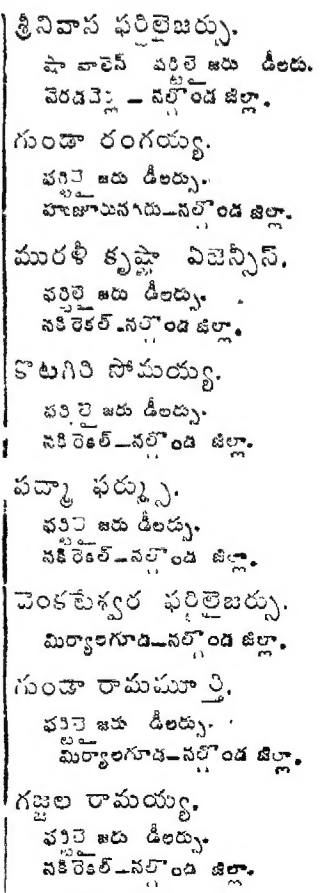 శ్రీనివాస ఫర్టిలైజర్సు.
షా వాలెస్ ఫర్టిలై జరు డీలరు.
నల్గొండ జిల్లా.
గుండా రంగయ్య.
ఫర్టిలై జరు డీలర్సు.
హుజూర్‌నగరు—నల్గొండ జిల్లా.
మురళీ కృష్ణా ఏజెన్సీస్.
ఫర్టిలై జరు డీలర్సు.
నకిరెకల్-నల్గొండ జిల్లా.
కొటగిరి సోమయ్య.
ఫర్టిలై జరు డీలర్సు.
నకిరెకల్—నల్గొండ జిల్లా.
పద్మా ఫర్మ్సు.
ఫర్టిలై జరు డీలర్సు.
నకిరెకల్—నల్గొండ జిల్లా.
వెంకటేశ్వర ఫర్టిలైజర్సు.
మిర్యాలగూడ—నల్గొండ జిల్లా.
గుండా రామమూర్తి.
ఫర్టిలై జరు డీలర్సు.
మిర్యాలగూడ—నల్గొండ జిల్లా.
గజ్జల రామయ్య.
ఫర్టిలై జరు డీలర్సు.
నకిరెకల్—నల్గొండ జిల్లా.